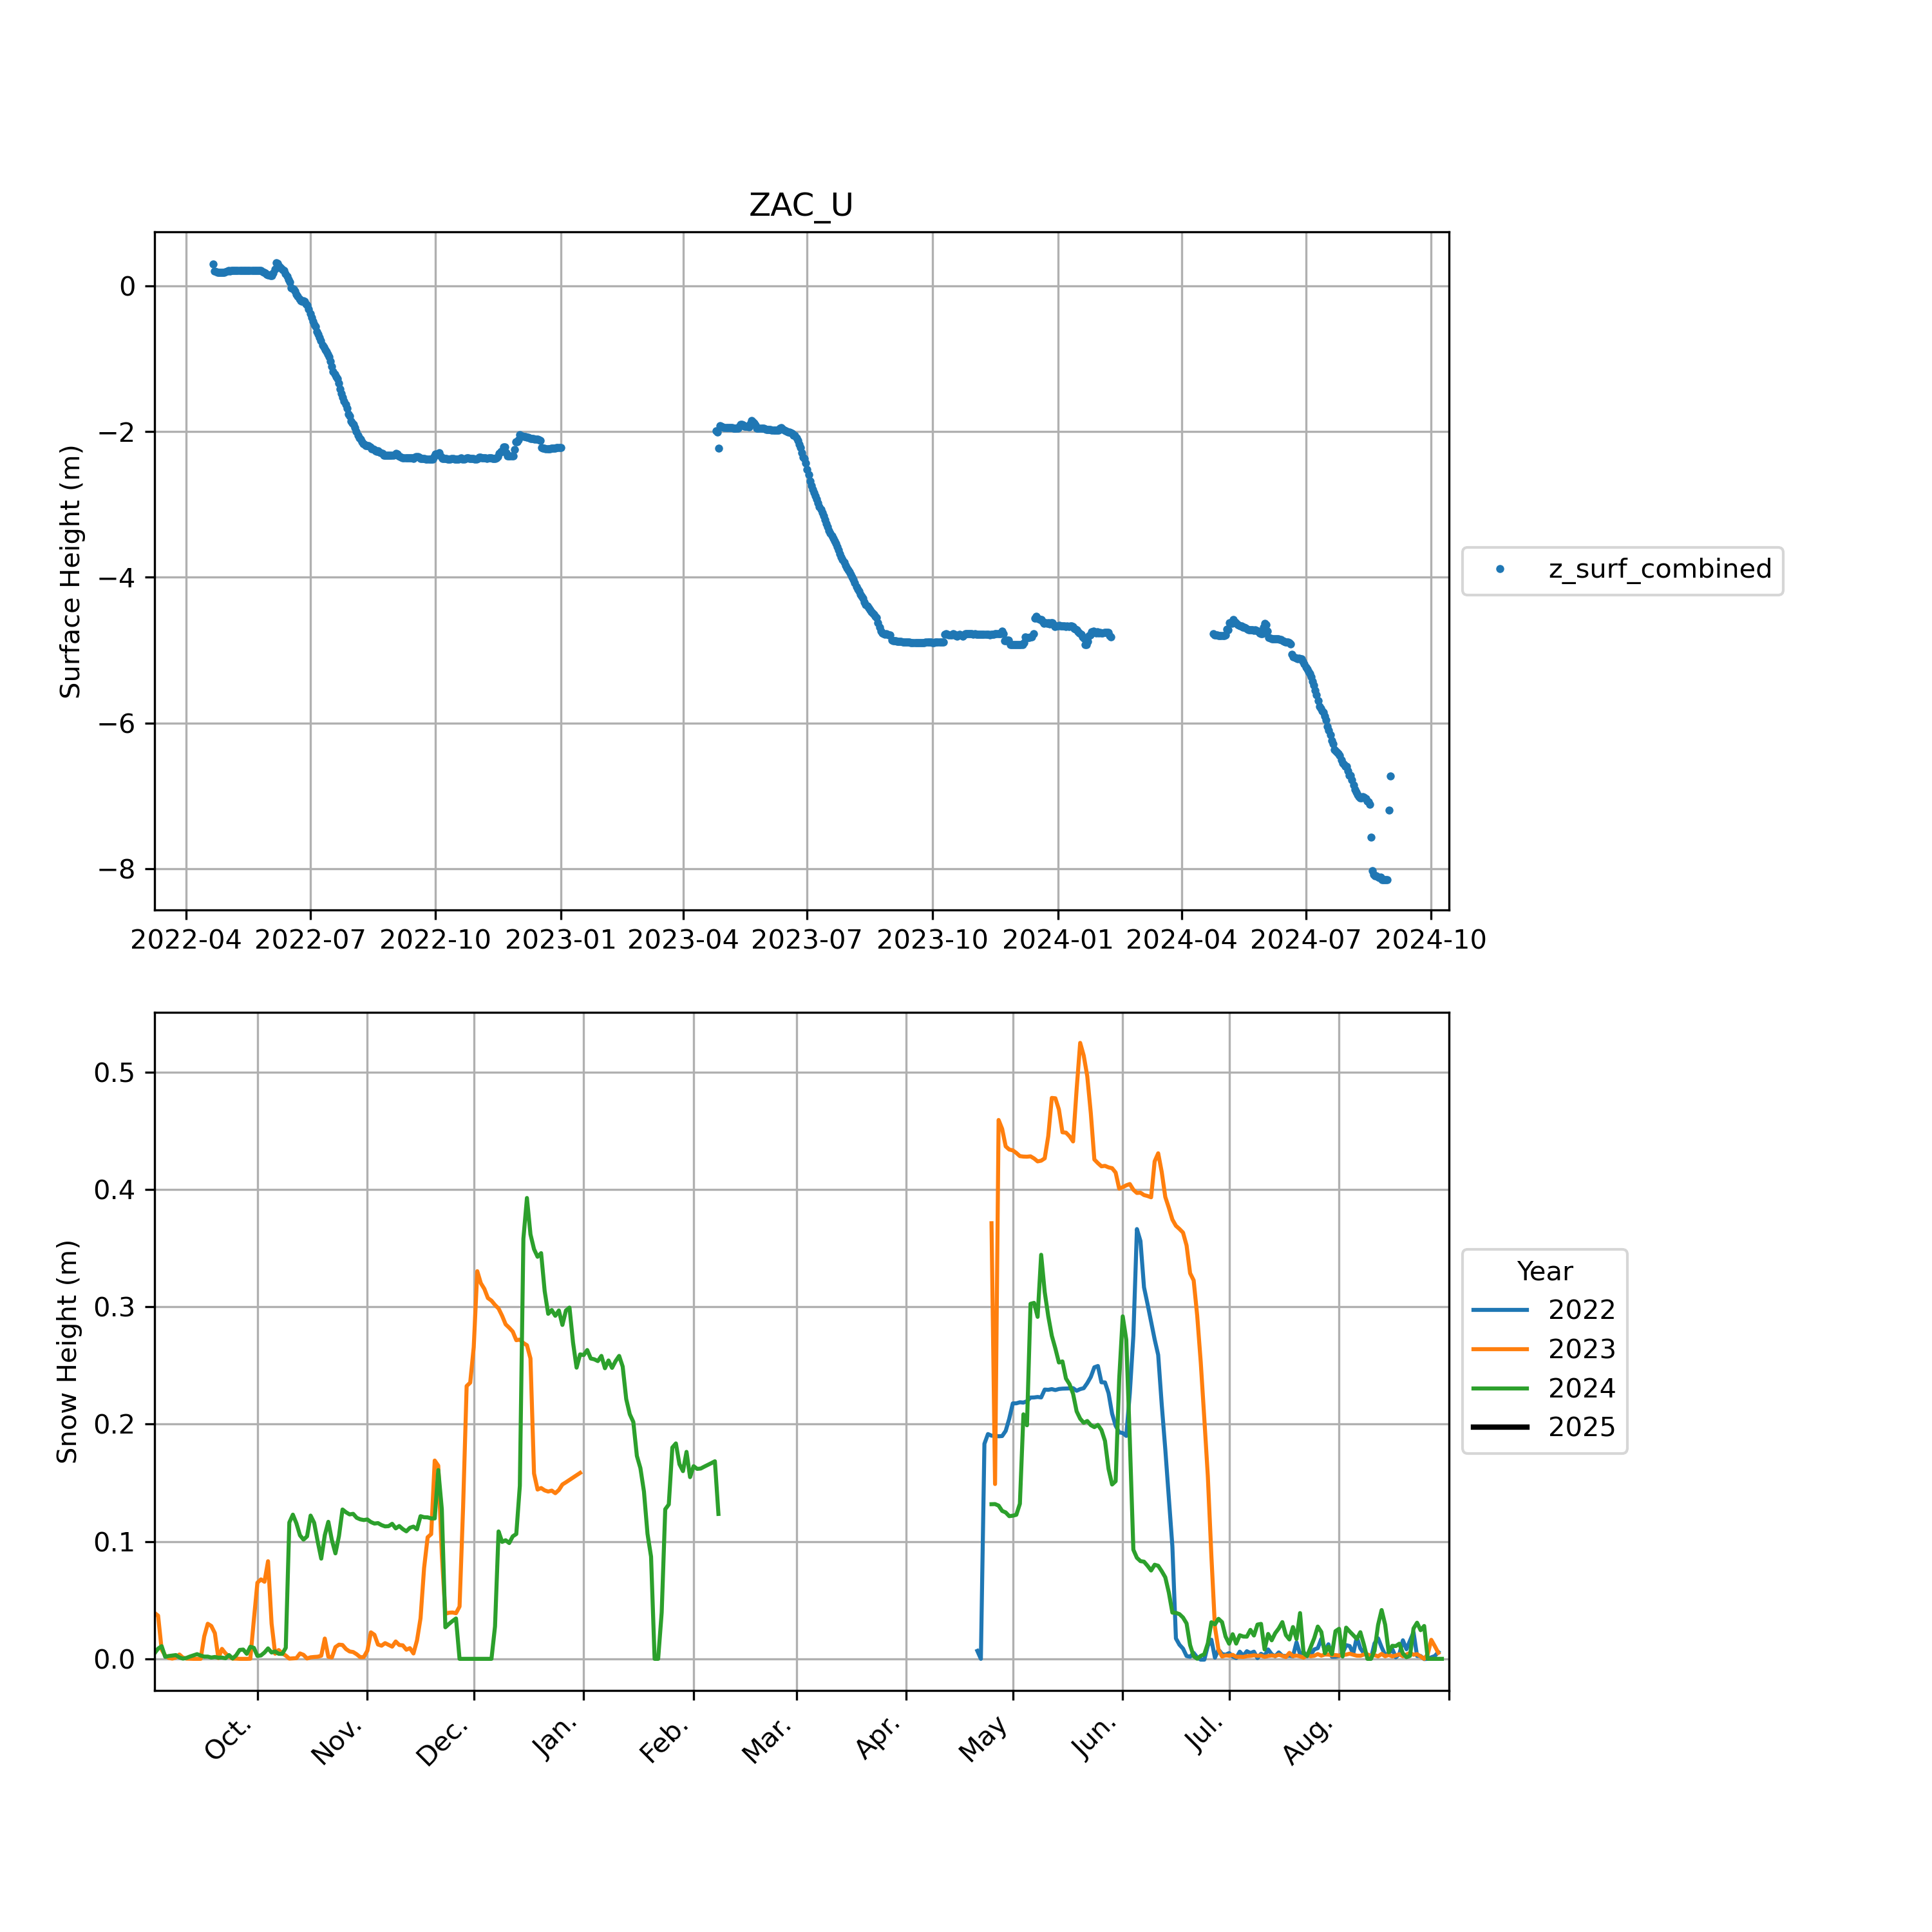 ZAC_U
Surface Height (m)
0
−2
−4
−6
−8
2022-04 2022-07 2022-10 2023-01 2023-04 2023-07 2023-10 2024-01 2024-04 2024-07 2024-10
z_surf_combined
Snow Height (m)
0.5
0.4
0.3
0.2
0.1
0.0
Oct. Nov. Dec. Jan. Feb. Mar. Apr. May Jun. Jul. Aug.
Year
2022
2023
2024
2025